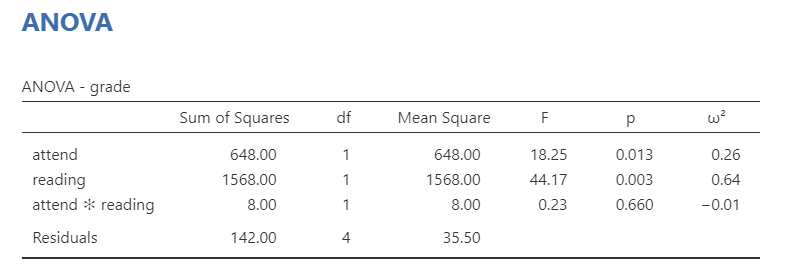 ANOVA
ANOVA - grade
Sum of Squares df Mean Square F p ω²
attend 648.00 1 648.00 18.25 0.013 0.26
reading 1568.00 1 1568.00 44.17 0.003 0.64
attend ✻ reading 8.00 1 8.00 0.23 0.660 −0.01
Residuals 142.00 4 35.50